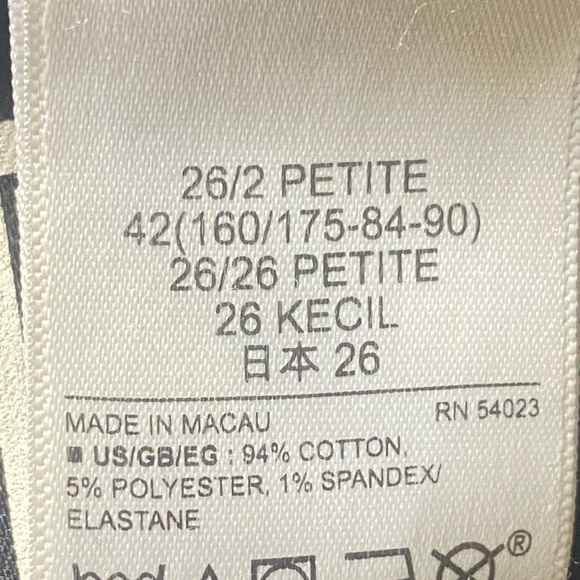 26/2 PETITE
42(160/175-84-90)
26/26 PETITE
26 KECIL
日本 26
MADE IN MACAU RN 54023
■ US/GB/EG : 94% COTTON,
5% POLYESTER, 1% SPANDEX/
ELASTANE
®